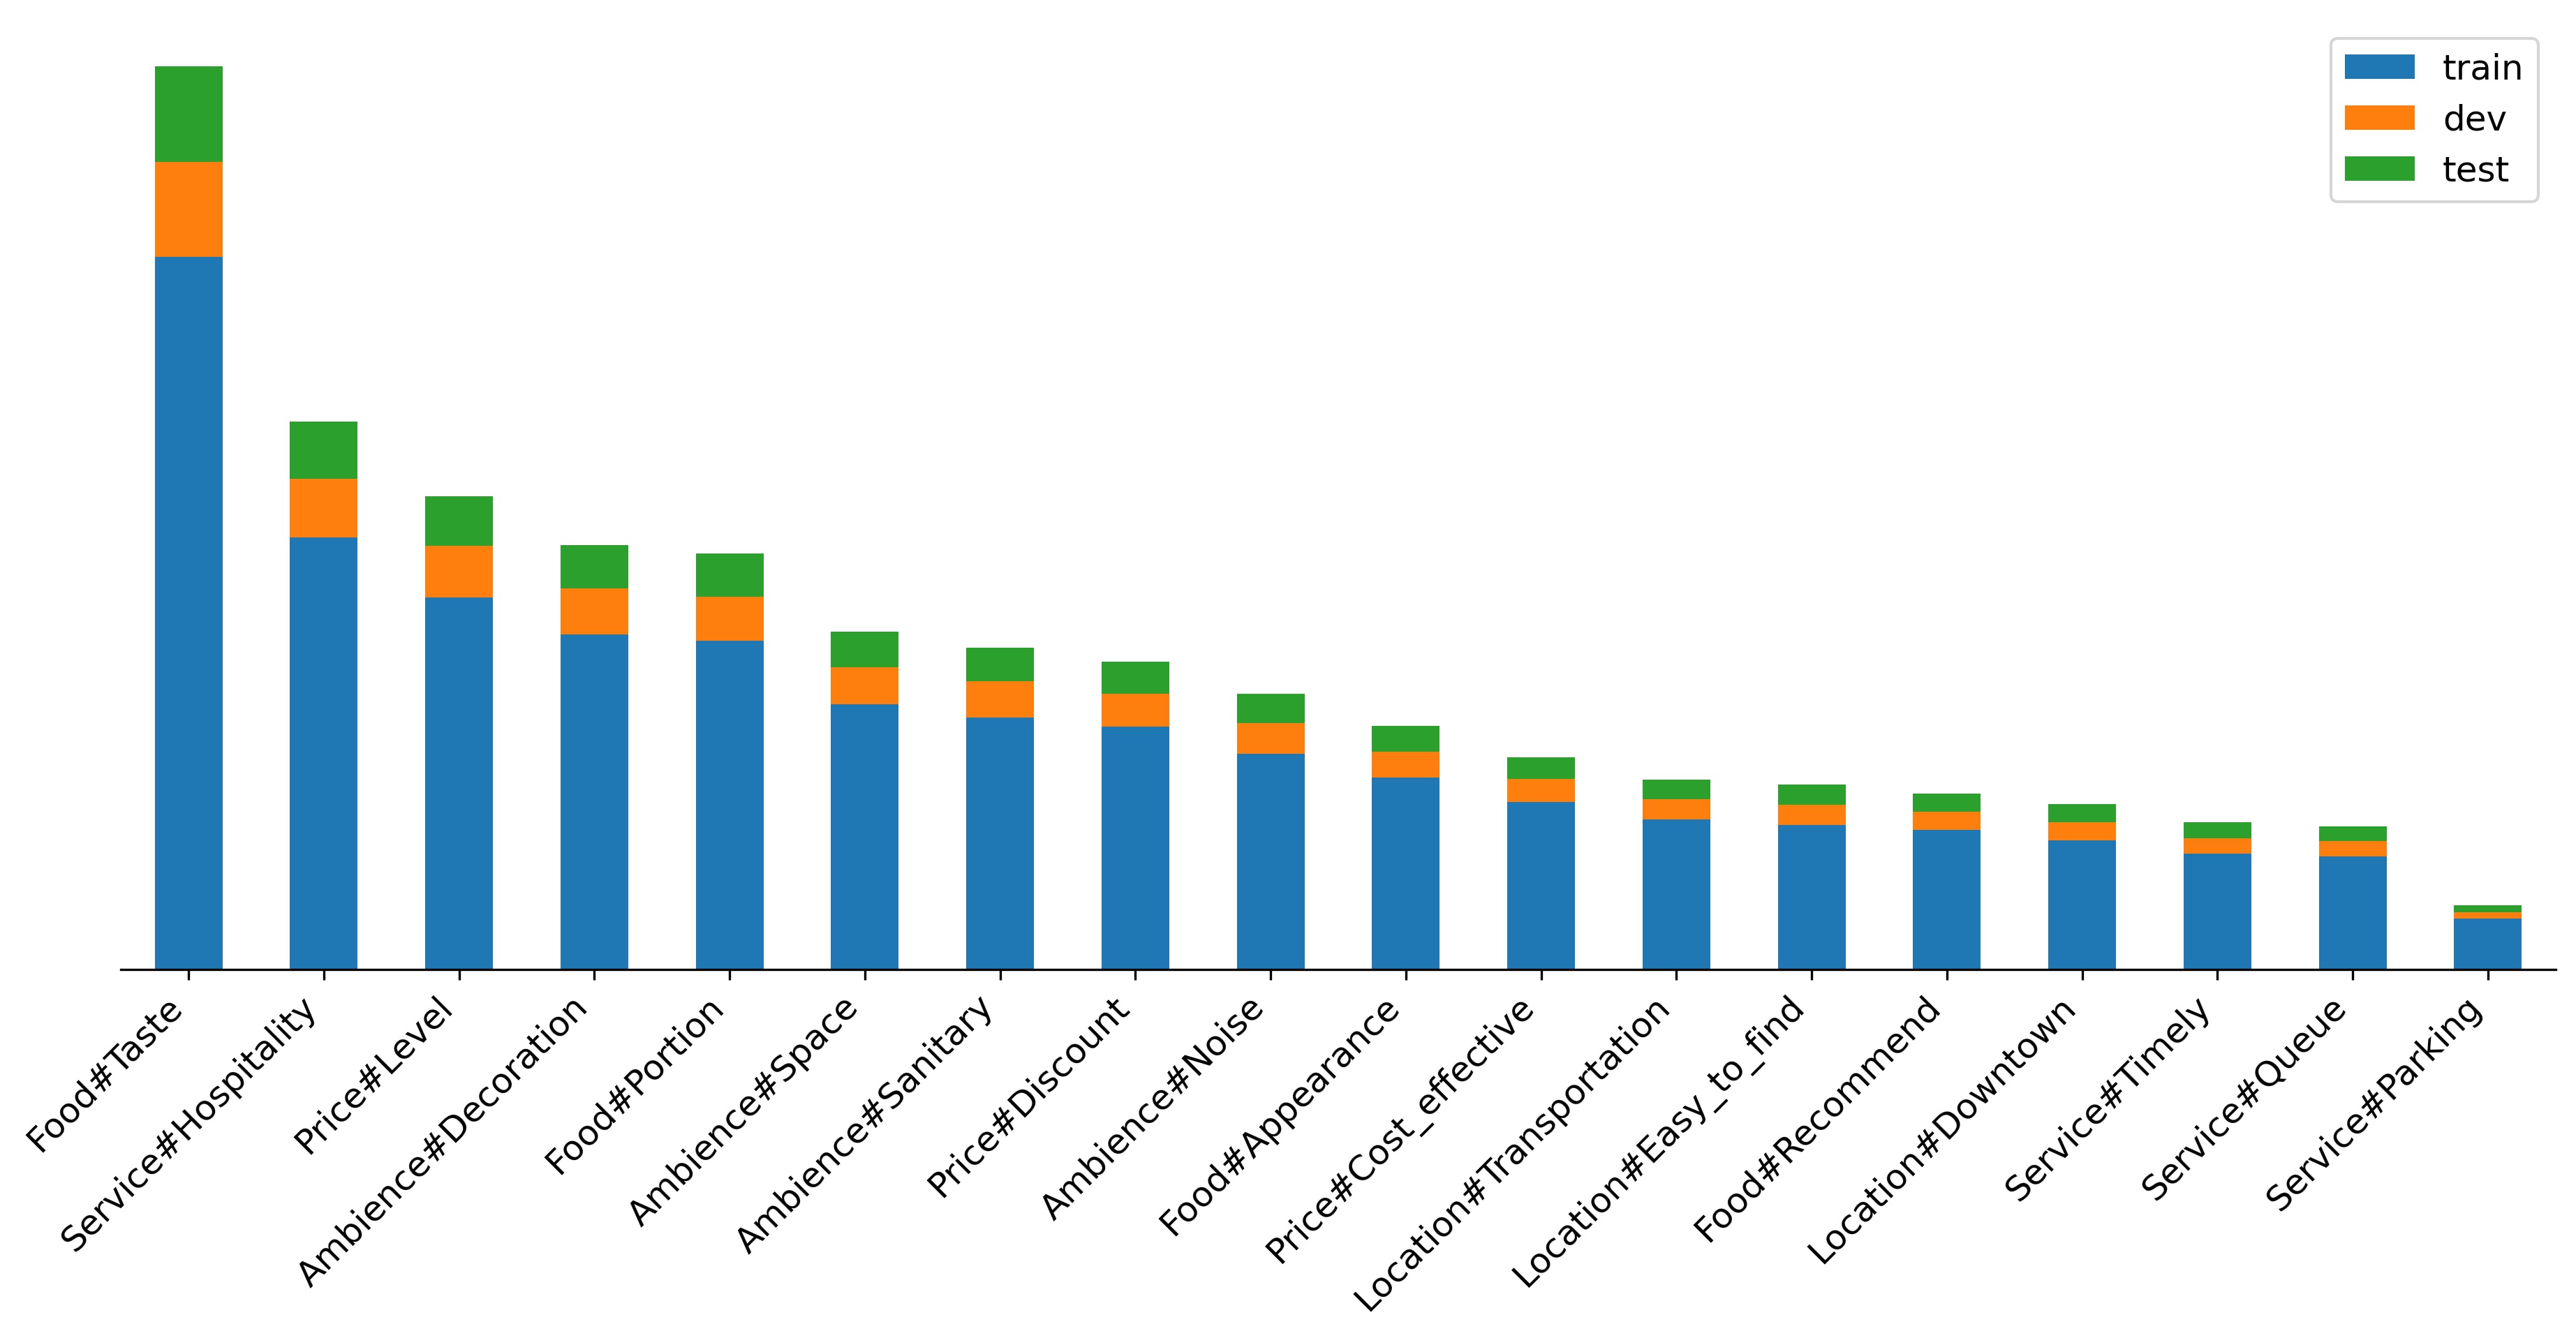 train
dev
test
Food#Taste
Service#Hospitality
Price#Level
Ambience#Decoration
Food#Portion
Ambience#Space
Ambience#Sanitary
Price#Discount
Ambience#Noise
Food#Appearance
Price#Cost_effective
Location#Transportation
Location#Easy_to_find
Food#Recommend
Location#Downtown
Service#Timely
Service#Queue
Service#Parking